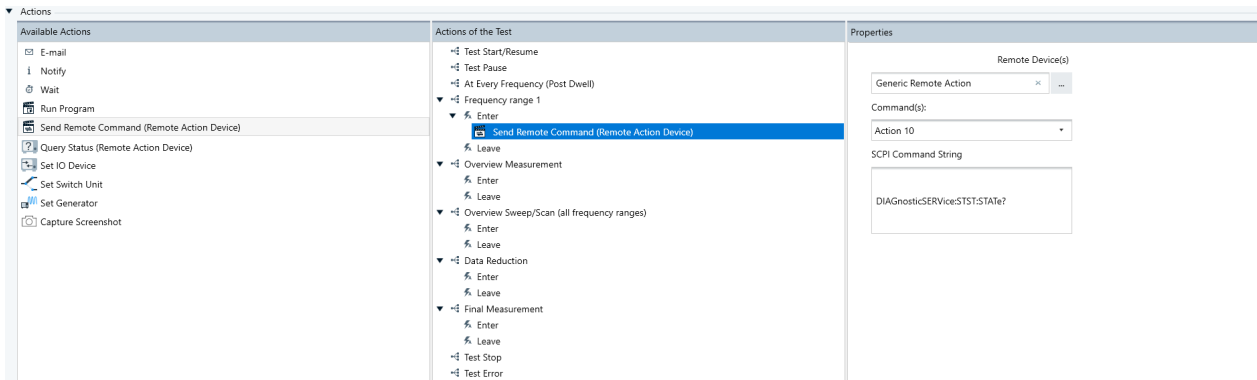 Actions
Available Actions
E-mail
Notify
Wait
Run Program
Send Remote Command (Remote Action Device)
Query Status (Remote Action Device)
Set IO Device
Set Switch Unit
Set Generator
Capture Screenshot
Actions of the Test
Test Start/Resume
Test Pause
At Every Frequency (Post Dwell)
Frequency range 1
Enter
Send Remote Command (Remote Action Device)
Leave
Overview Measurement
Enter
Leave
Overview Sweep/Scan (all frequency ranges)
Enter
Leave
Data Reduction
Enter
Leave
Final Measurement
Enter
Leave
Test Stop
Test Error
Properties
Remote Device(s)
Generic Remote Action
...
Command(s):
Action 10
SCPI Command String
DIAGnosticSERVice:STST:STATe?